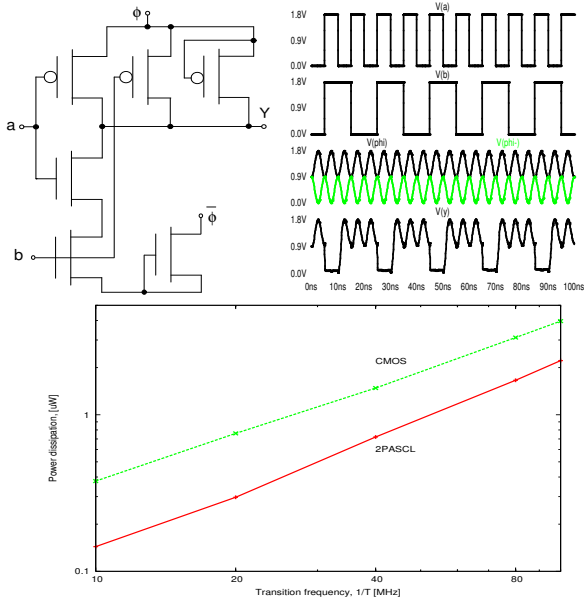 ϕ
a
Y
b
ϕ̅
V(a)
1.8V
0.9V
0.0V
V(b)
1.8V
0.9V
0.0V
V(phi) V(phi-)
1.8V
0.9V
0.0V
V(y)
1.8V
0.9V
0.0V
0ns 10ns 20ns 30ns 40ns 50ns 60ns 70ns 80ns 90ns 100ns
Power dissipation, [uW]
1
0.1
CMOS
2PASCL
10 20 40 80
Transition frequency, 1/T [MHz]